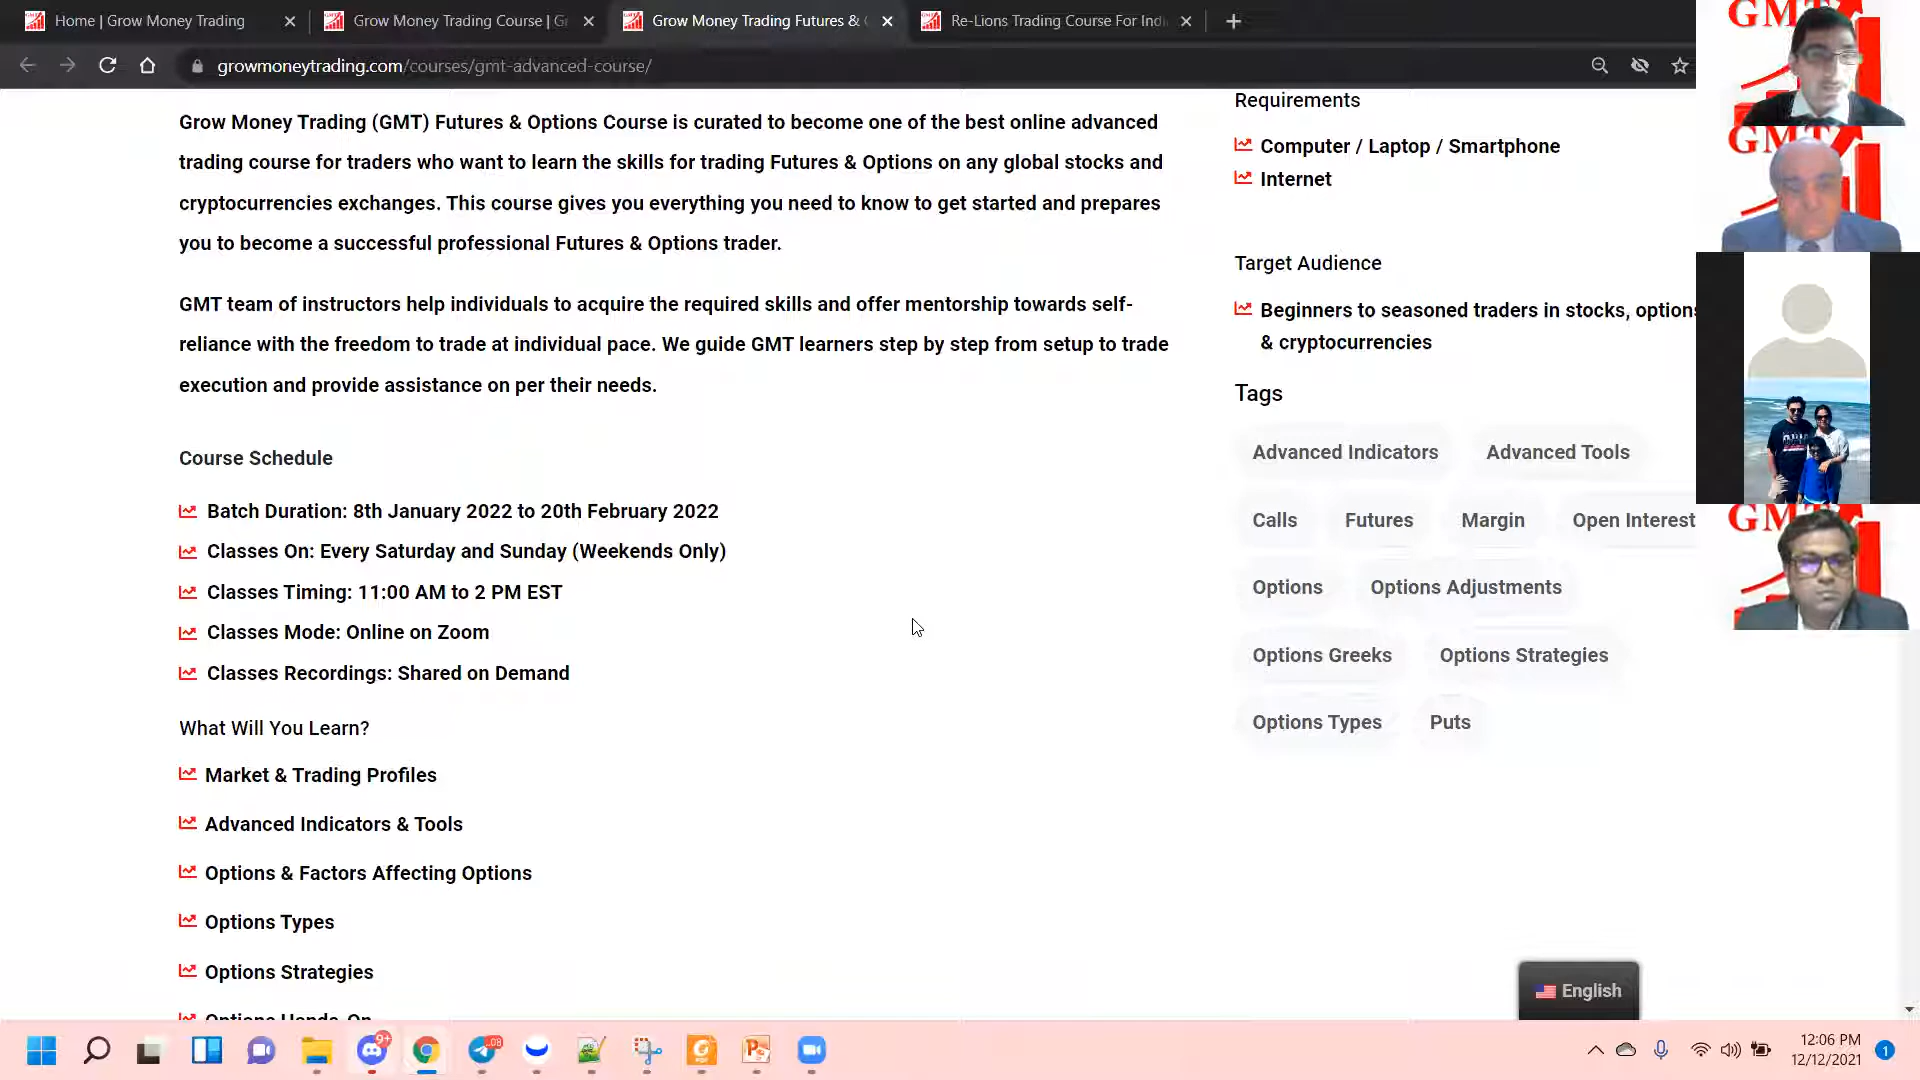 Home | Grow Money Trading
Grow Money Trading Course | G
Grow Money Trading Futures &
Re-Lions Trading Course For Indi
growmoneytrading.com/courses/gmt-advanced-course/
Grow Money Trading (GMT) Futures & Options Course is curated to become one of the best online advanced
trading course for traders who want to learn the skills for trading Futures & Options on any global stocks and
cryptocurrencies exchanges. This course gives you everything you need to know to get started and prepares
you to become a successful professional Futures & Options trader.
GMT team of instructors help individuals to acquire the required skills and offer mentorship towards self-
reliance with the freedom to trade at individual pace. We guide GMT learners step by step from setup to trade
execution and provide assistance on per their needs.
Course Schedule
Batch Duration: 8th January 2022 to 20th February 2022
Classes On: Every Saturday and Sunday (Weekends Only)
Classes Timing: 11:00 AM to 2 PM EST
Classes Mode: Online on Zoom
Classes Recordings: Shared on Demand
What Will You Learn?
Market & Trading Profiles
Advanced Indicators & Tools
Options & Factors Affecting Options
Options Types
Options Strategies
Options Hands-On
Requirements
Computer / Laptop / Smartphone
Internet
Target Audience
Beginners to seasoned traders in stocks, options
& cryptocurrencies
Tags
Advanced Indicators
Advanced Tools
Calls
Futures
Margin
Open Interest
Options
Options Adjustments
Options Greeks
Options Strategies
Options Types
Puts
English
GMT
GMT
GMT
9+
.08
12:06 PM
12/12/2021
1